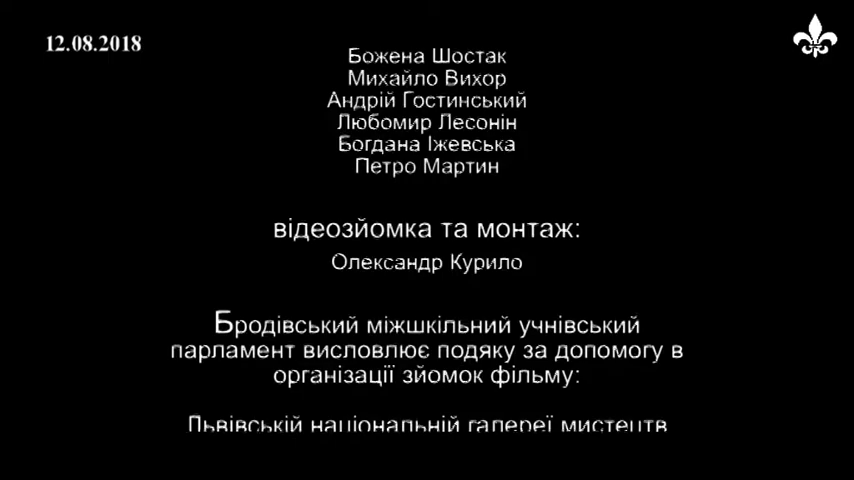 12.08.2018
Божена Шостак
Михайло Вихор
Андрій Гостинський
Любомир Лесонін
Богдана Іжевська
Петро Мартин
відеозйомка та монтаж:
Олександр Курило
Бродівський міжшкільний учнівський
парламент висловлює подяку за допомогу в
організації зйомок фільму:
Львівській національній галереї мистецтв